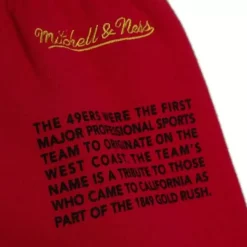 Mitchell & Ness
THE 49ERS WERE THE FIRST
MAJOR PROFESSIONAL SPORTS
TEAM TO ORIGINATE ON THE
WEST COAST. THE TEAM'S
NAME IS A TRIBUTE TO THOSE
WHO CAME TO CALIFORNIA AS
PART OF THE 1849 GOLD RUSH.